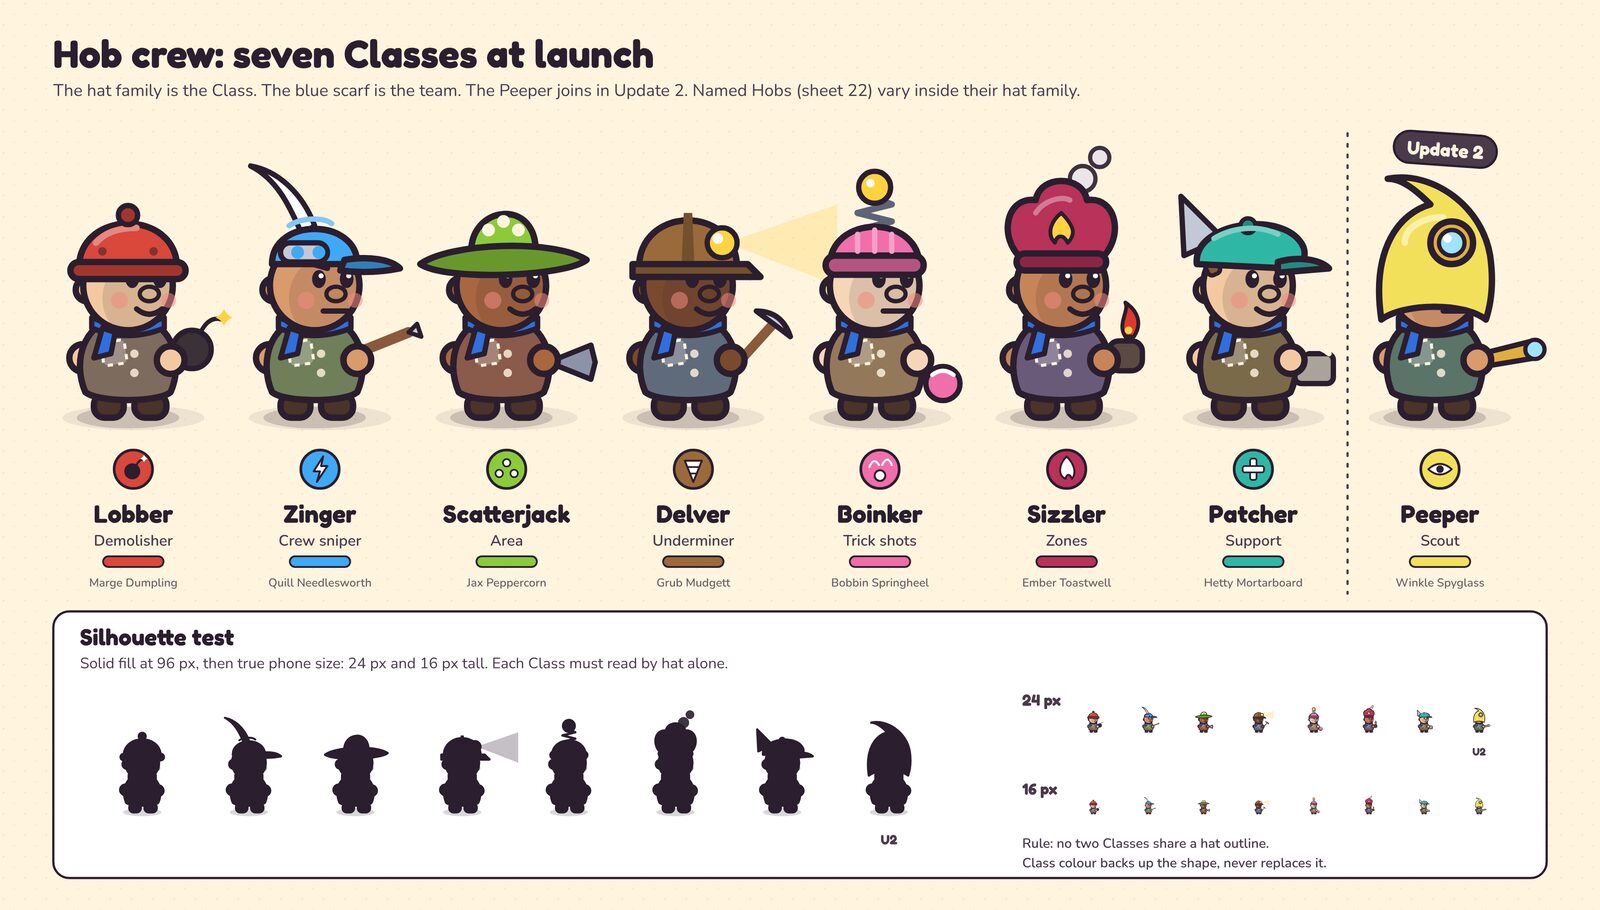 Hob crew: seven Classes at launch
The hat family is the Class. The blue scarf is the team. The Peeper joins in Update 2. Named Hobs (sheet 22) vary inside their hat family.
Update 2
Lobber
Demolisher
Marge Dumpling
Zinger
Crew sniper
Quill Needlesworth
Scatterjack
Area
Jax Peppercorn
Delver
Underminer
Grub Mudgett
Boinker
Trick shots
Bobbin Springheel
Sizzler
Zones
Ember Toastwell
Patcher
Support
Hetty Mortarboard
Peeper
Scout
Winkle Spyglass
Silhouette test
Solid fill at 96 px, then true phone size: 24 px and 16 px tall. Each Class must read by hat alone.
U2
24 px
U2
16 px
Rule: no two Classes share a hat outline.
Class colour backs up the shape, never replaces it.